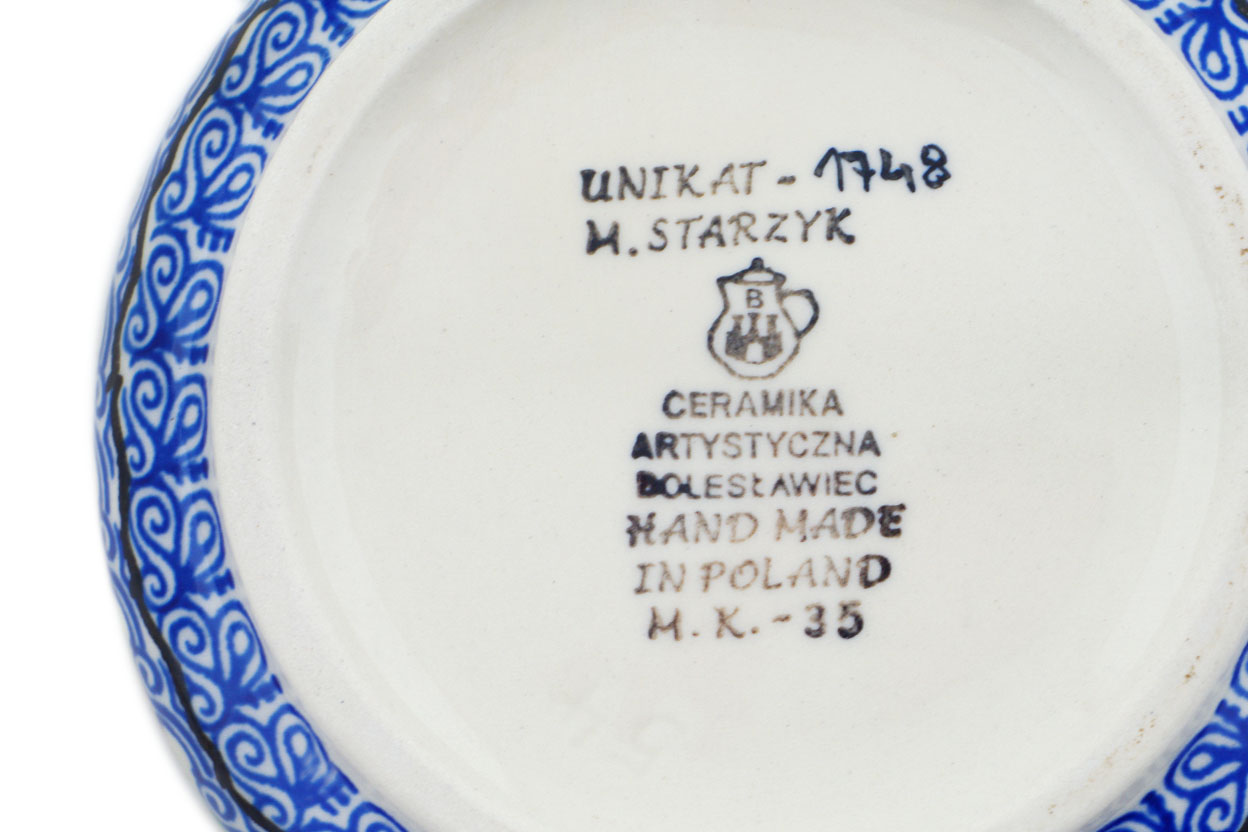 UNIKAT - 1748
M. STARZYK
B
CERAMIKA
ARTYSTYCZNA
BOLESŁAWIEC
HAND MADE
IN POLAND
M. K. - 35